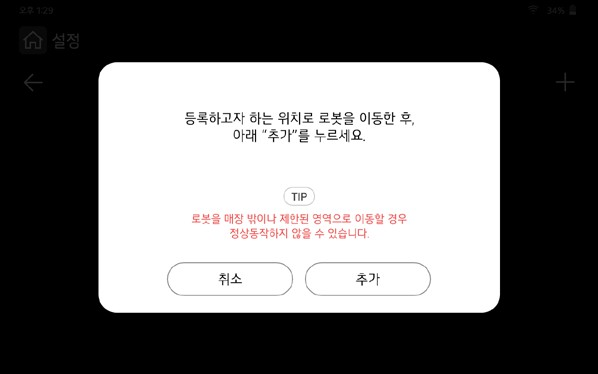 오후 1:29
34%
설정
등록하고자 하는 위치로 로봇을 이동한 후,
아래 “추가”를 누르세요.
TIP
로봇을 매장 밖이나 제한된 영역으로 이동할 경우
정상동작하지 않을 수 있습니다.
취소
추가